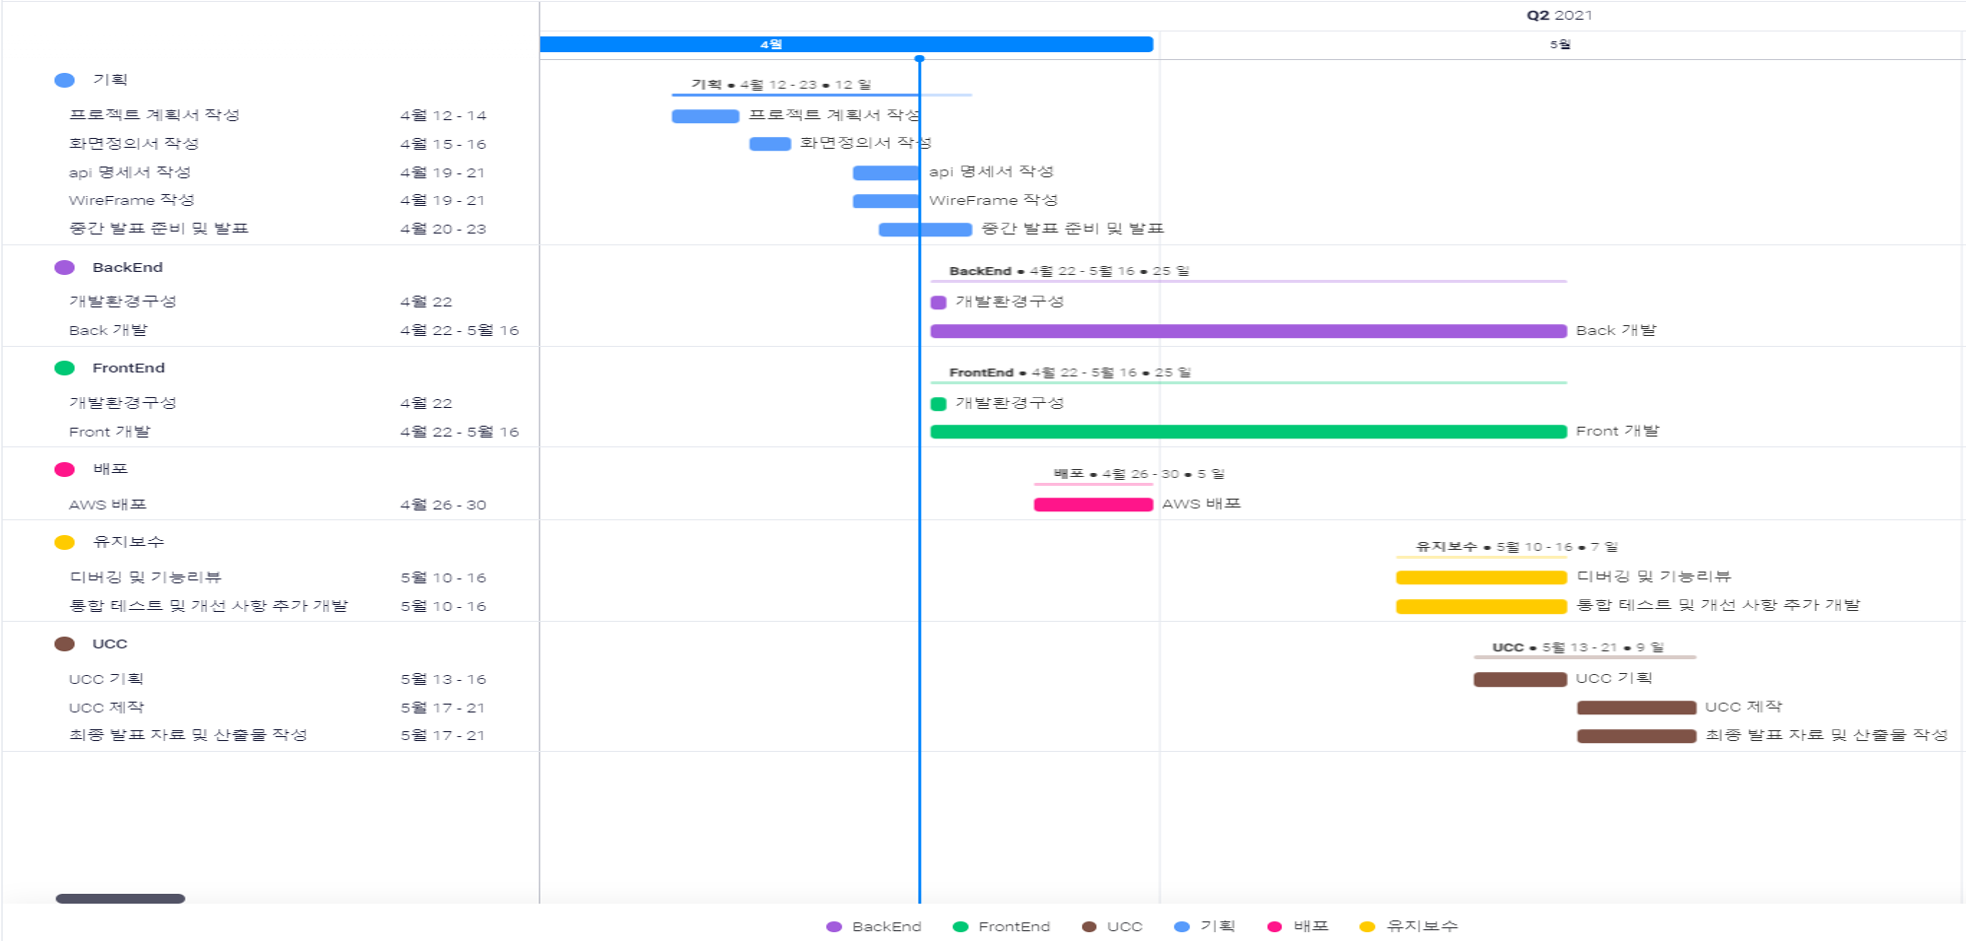 Q2 2021
4월
5월
기획
기획 • 4월 12 - 23 • 12 일
프로젝트 계획서 작성 4월 12 - 14 프로젝트 계획서 작성
화면정의서 작성 4월 15 - 16 화면정의서 작성
api 명세서 작성 4월 19 - 21 api 명세서 작성
WireFrame 작성 4월 19 - 21 WireFrame 작성
중간 발표 준비 및 발표 4월 20 - 23 중간 발표 준비 및 발표
BackEnd
BackEnd • 4월 22 - 5월 16 • 25 일
개발환경구성 4월 22 개발환경구성
Back 개발 4월 22 - 5월 16 Back 개발
FrontEnd
FrontEnd • 4월 22 - 5월 16 • 25 일
개발환경구성 4월 22 개발환경구성
Front 개발 4월 22 - 5월 16 Front 개발
배포
배포 • 4월 26 - 30 • 5 일
AWS 배포 4월 26 - 30 AWS 배포
유지보수
유지보수 • 5월 10 - 16 • 7 일
디버깅 및 기능리뷰 5월 10 - 16 디버깅 및 기능리뷰
통합 테스트 및 개선 사항 추가 개발 5월 10 - 16 통합 테스트 및 개선 사항 추가 개발
UCC
UCC • 5월 13 - 21 • 9 일
UCC 기획 5월 13 - 16 UCC 기획
UCC 제작 5월 17 - 21 UCC 제작
최종 발표 자료 및 산출물 작성 5월 17 - 21 최종 발표 자료 및 산출물 작성
BackEnd FrontEnd UCC 기획 배포 유지보수